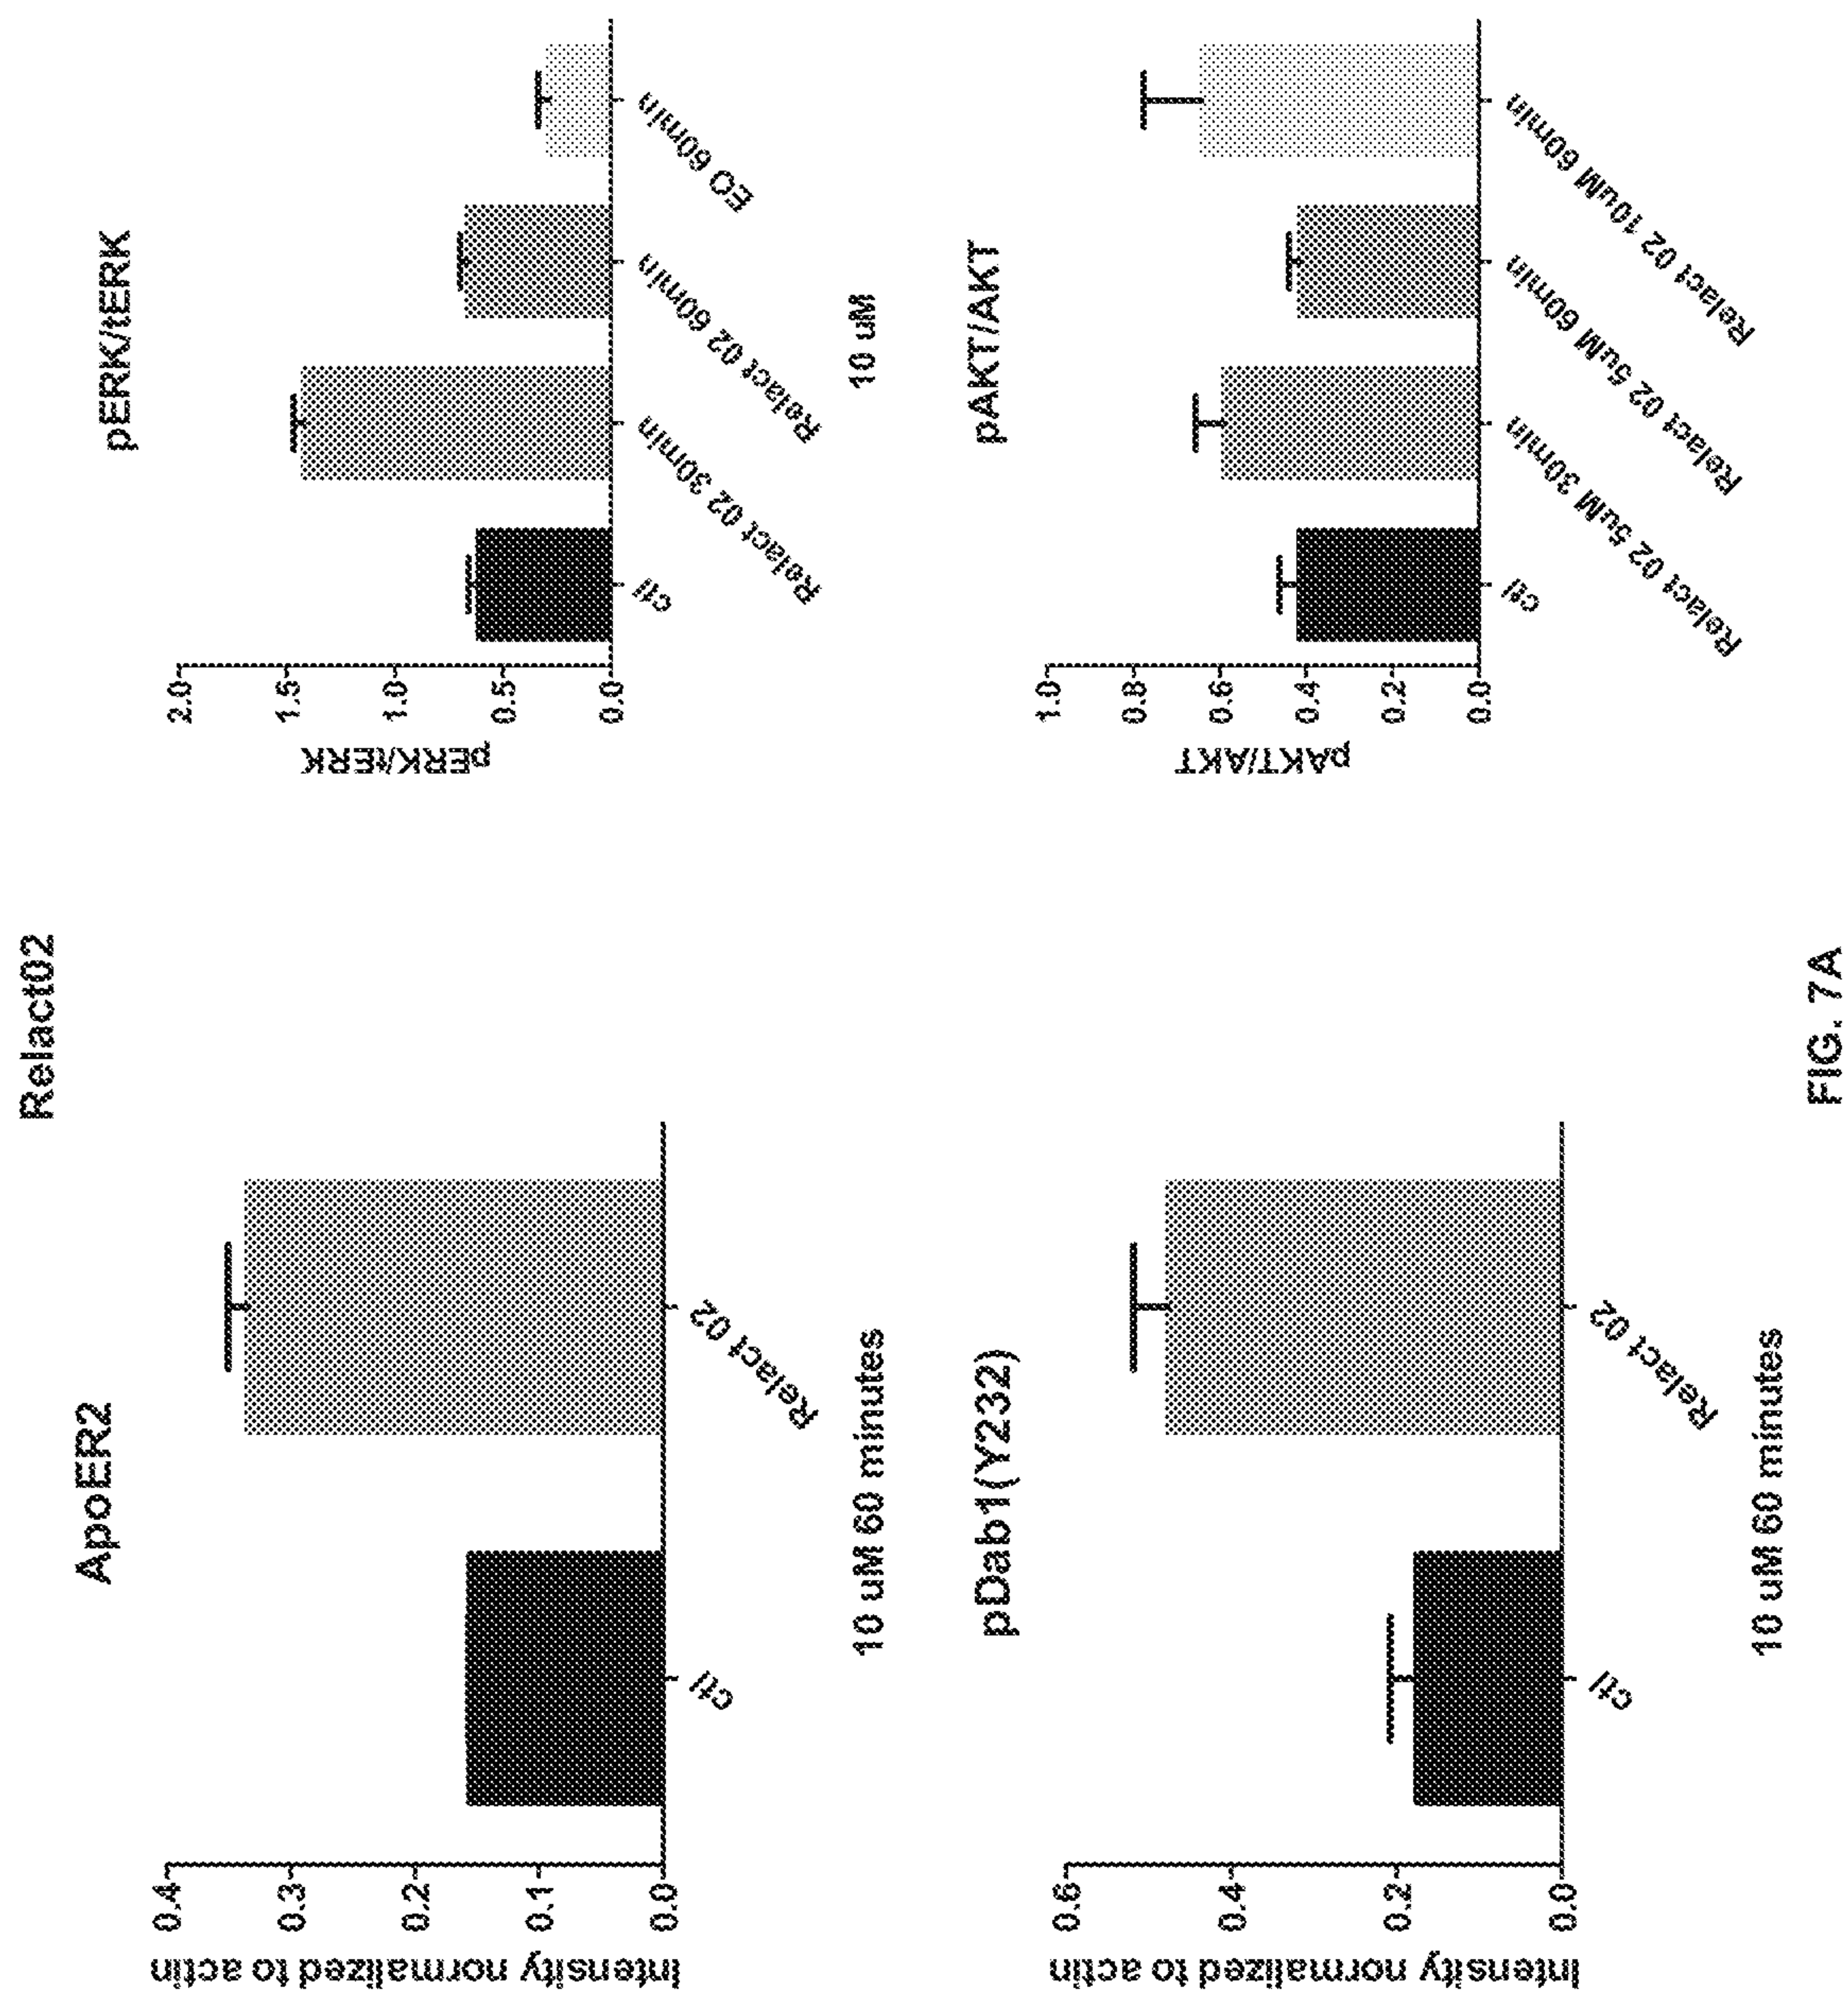 Relact02
ApoER2
Intensity normalized to actin
0.4
0.3
0.2
0.1
0.0
ctl
Relact 02
10 uM 60 minutes
pERK/tERK
pERK/tERK
2.0
1.5
1.0
0.5
0.0
ctl
Relact 02 30min
Relact 02 60min
EO 60min
10 uM
pDab1(Y232)
Intensity normalized to actin
0.6
0.4
0.2
0.0
ctl
Relact 02
10 uM 60 minutes
pAKT/AKT
pAKT/AKT
1.0
0.8
0.6
0.4
0.2
0.0
ctl
Relact 02 5uM 30min
Relact 02 5uM 60min
Relact 02 10uM 60min
FIG. 7A